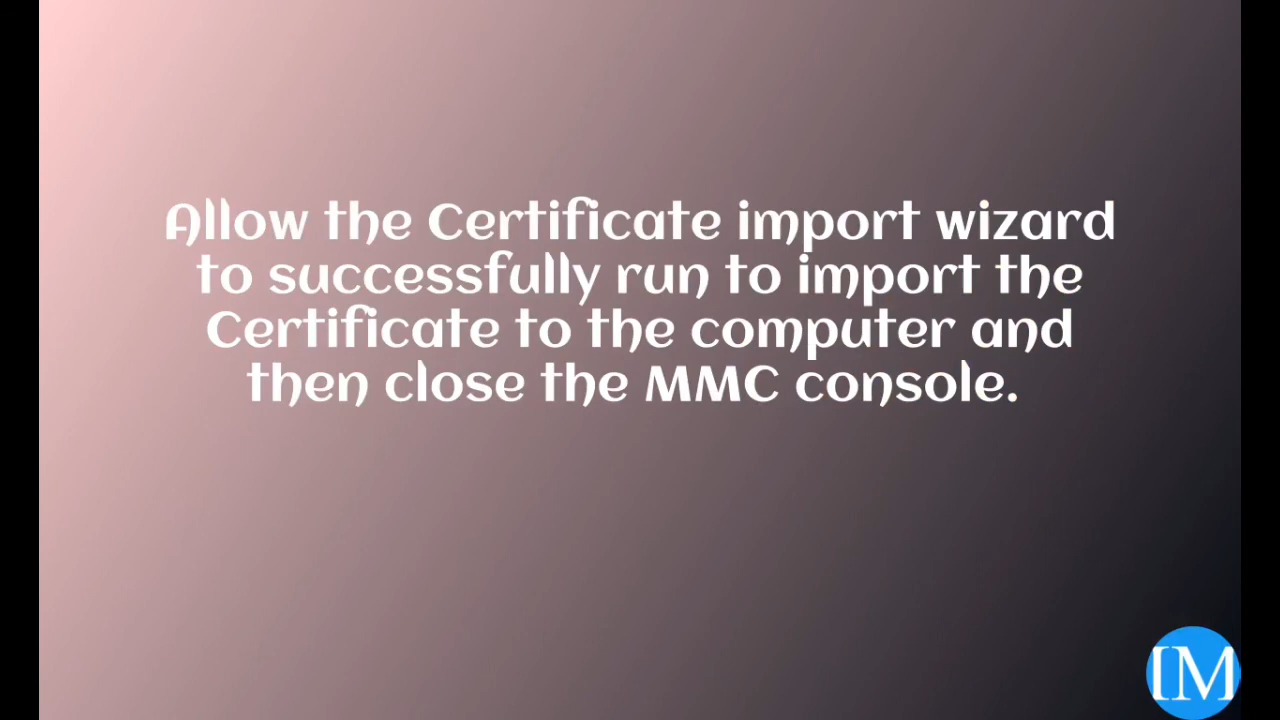 Allow the Certificate import wizard
to successfully run to import the
Certificate to the computer and
then close the MMC console.
IM